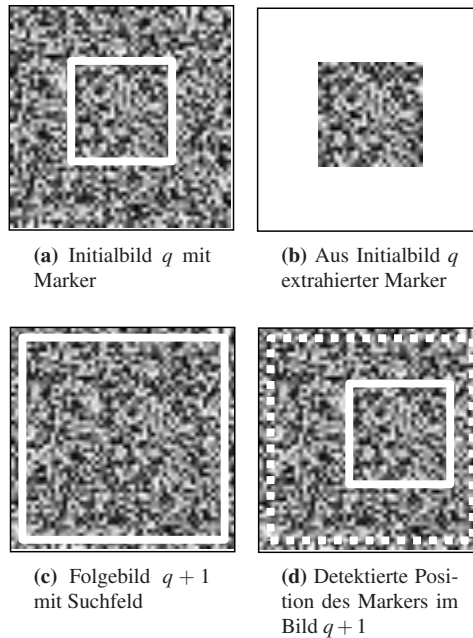 (a) Initialbild q mit
Marker
(b) Aus Initialbild q
extrahierter Marker
(c) Folgebild q + 1
mit Suchfeld
(d) Detektierte Posi-
tion des Markers im
Bild q + 1